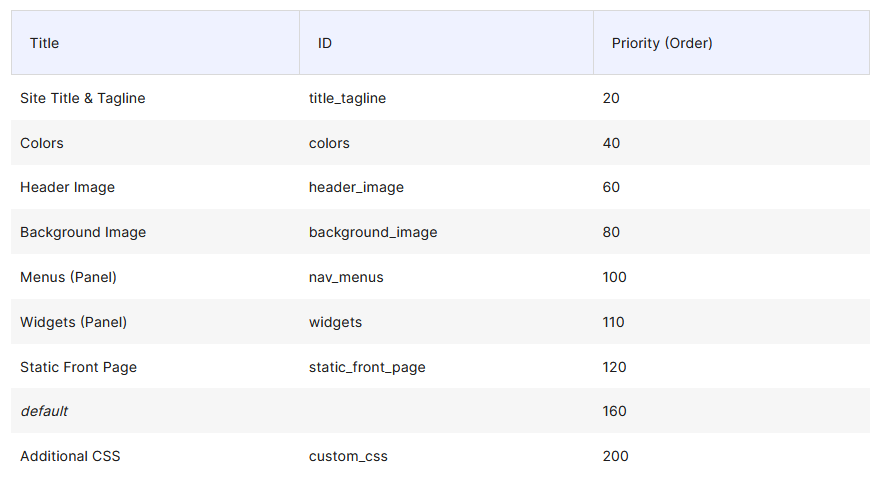 Title ID Priority (Order)
Site Title & Tagline title_tagline 20
Colors colors 40
Header Image header_image 60
Background Image background_image 80
Menus (Panel) nav_menus 100
Widgets (Panel) widgets 110
Static Front Page static_front_page 120
default 160
Additional CSS custom_css 200